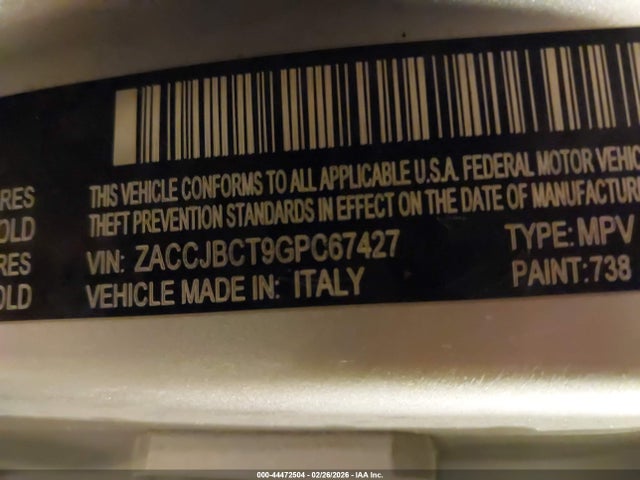 THIS VEHICLE CONFORMS TO ALL APPLICABLE U.S.A. FEDERAL MOTOR VEHIC
THEFT PREVENTION STANDARDS IN EFFECT ON THE DATE OF MANUFACTUR
RES
OLD
RES
OLD
VIN: ZACCJBCT9GPC67427
TYPE: MPV
VEHICLE MADE IN: ITALY
PAINT: 738
000-44472504 - 02/26/2026 - IAA Inc.